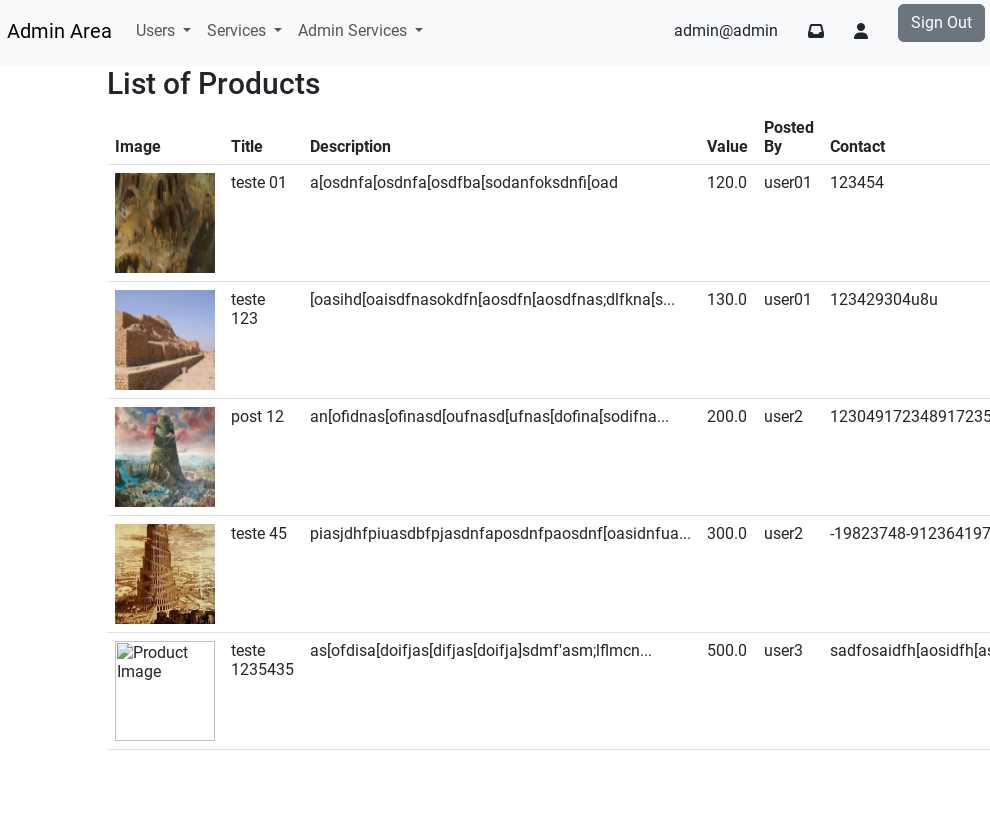 Admin Area Users Services Admin Services admin@admin Sign Out
List of Products
Image Title Description Value Posted By Contact
teste 01 a[osdnfa[osdnfa[osdfba[sodanfoksdnfi[oad 120.0 user01 123454
teste 123 [oasihd[oaisdfnasokdfn[aosdfn[aosdfnas;dlfkna[s... 130.0 user01 123429304u8u
post 12 an[ofidnas[ofinasd[oufnasd[ufnas[dofina[sodifna... 200.0 user2 123049172348917235
teste 45 piasjdhfpiuasdbfpjasdnfaposdnfpaosdnf[oasidnfua... 300.0 user2 -19823748-912364197
Product Image teste 1235435 as[ofdisa[doifjas[difjas[doifja]sdmf'asm;lflmcn... 500.0 user3 sadfosaidfh[aosidfh[as